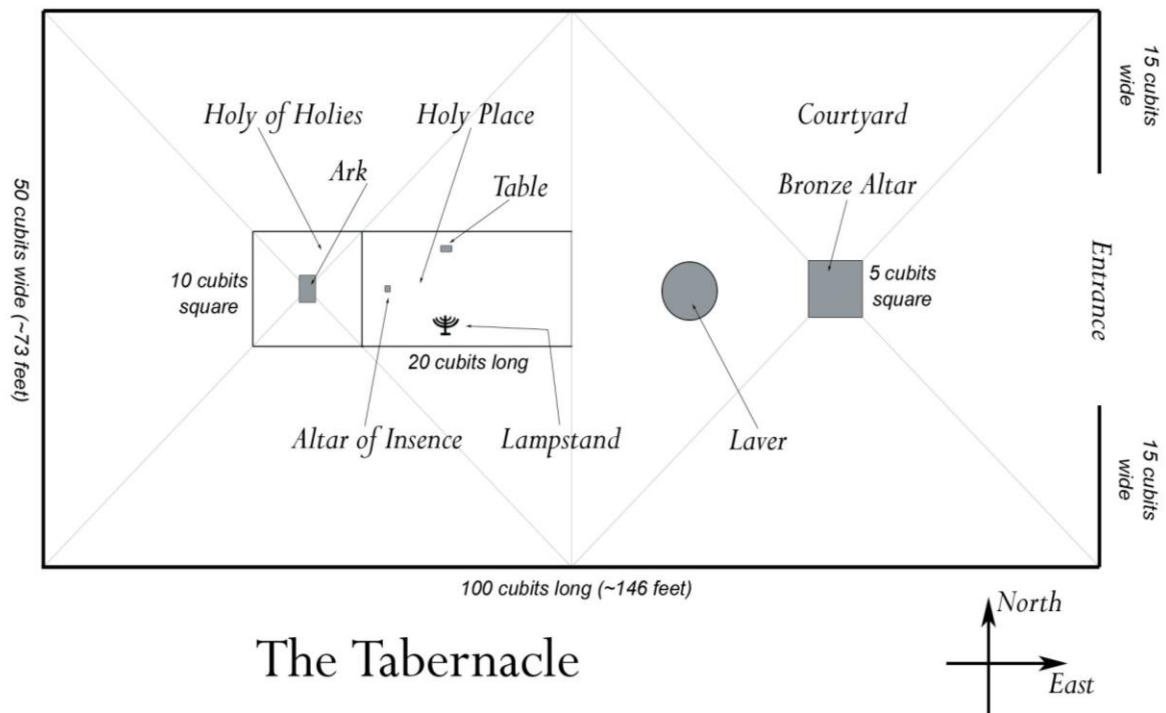 15 cubits
wide
Holy of Holies
Holy Place
Courtyard
Ark
Table
Bronze Altar
50 cubits wide (~73 feet)
10 cubits
square
5 cubits
square
Entrance
20 cubits long
Altar of Insence
Lampstand
Laver
15 cubits
wide
100 cubits long (~146 feet)
The Tabernacle
North
East